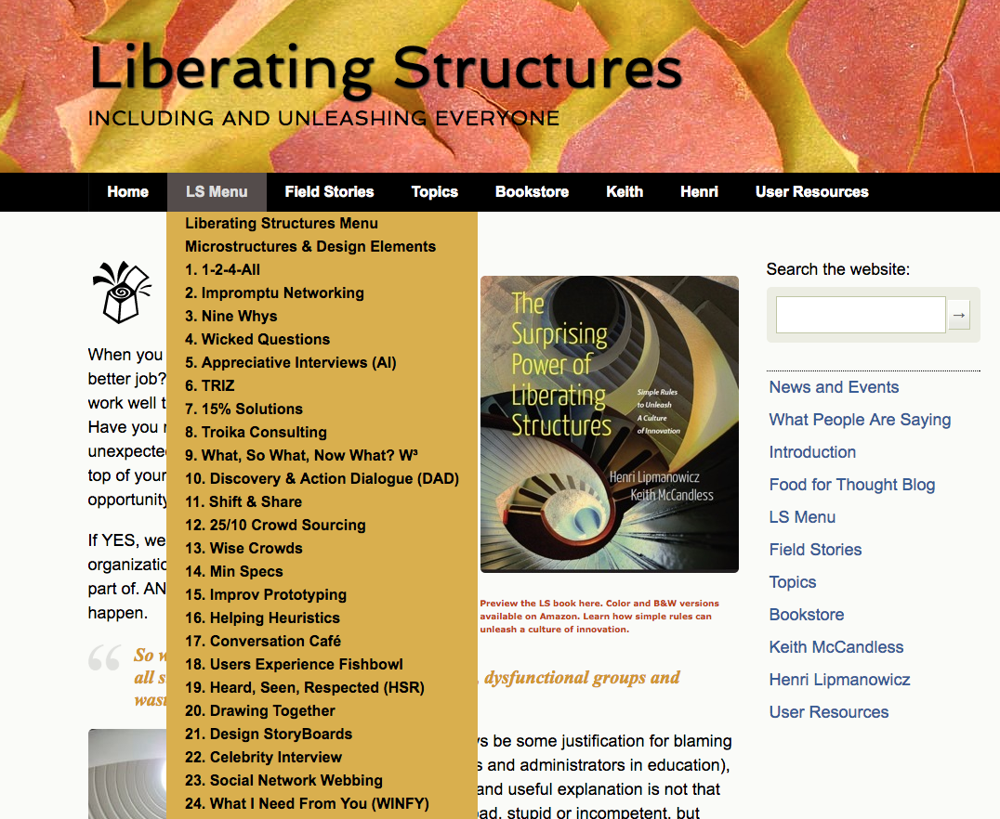 Liberating Structures
INCLUDING AND UNLEASHING EVERYONE
Home LS Menu Field Stories Topics Bookstore Keith Henri User Resources
Liberating Structures Menu
Microstructures & Design Elements
1. 1-2-4-All
2. Impromptu Networking
3. Nine Whys
4. Wicked Questions
5. Appreciative Interviews (AI)
6. TRIZ
7. 15% Solutions
8. Troika Consulting
9. What, So What, Now What? W³
10. Discovery & Action Dialogue (DAD)
11. Shift & Share
12. 25/10 Crowd Sourcing
13. Wise Crowds
14. Min Specs
15. Improv Prototyping
16. Helping Heuristics
17. Conversation Café
18. Users Experience Fishbowl
19. Heard, Seen, Respected (HSR)
20. Drawing Together
21. Design StoryBoards
22. Celebrity Interview
23. Social Network Webbing
24. What I Need From You (WINFY)
When you
better job?
work well
Have you
top of your
opportunity
If YES, we
part of. AN
happen.
So
all
The
Surprising
Power of
Liberating
Structures
Simple Rules
to Unleash
A Culture
of Innovation
Henri Lipmanowicz
Keith McCandless
Preview the LS book here. Color and B&W versions
available on Amazon. Learn how simple rules can
unleash a culture of innovation.
, dysfunctional groups and
be some justification for blaming
and administrators in education),
and useful explanation is not that
stupid or incompetent, but
Search the website:
→
News and Events
What People Are Saying
Introduction
Food for Thought Blog
LS Menu
Field Stories
Topics
Bookstore
Keith McCandless
Henri Lipmanowicz
User Resources